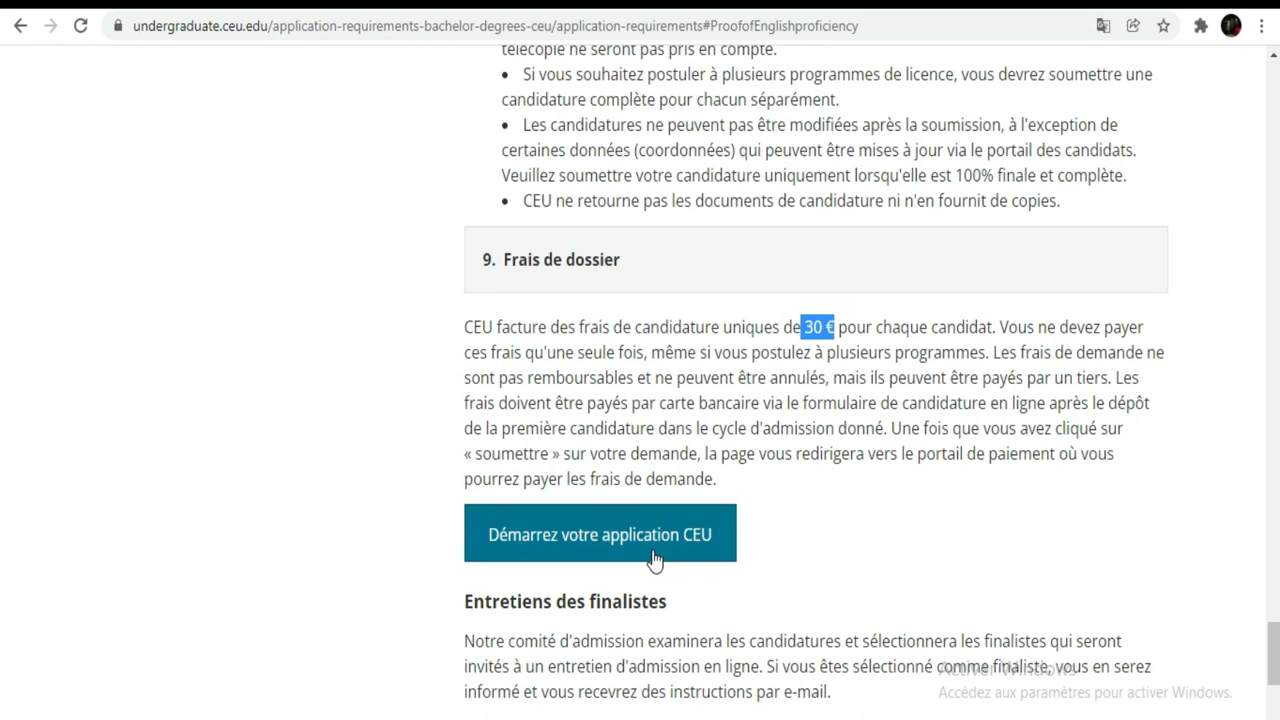 undergraduate.ceu.edu/application-requirements-bachelor-degrees-ceu/application-requirements#ProofofEnglishproficiency
télécopie ne seront pas pris en compte.
• Si vous souhaitez postuler à plusieurs programmes de licence, vous devrez soumettre une
candidature complète pour chacun séparément.
• Les candidatures ne peuvent pas être modifiées après la soumission, à l'exception de
certaines données (coordonnées) qui peuvent être mises à jour via le portail des candidats.
Veuillez soumettre votre candidature uniquement lorsqu'elle est 100% finale et complète.
• CEU ne retourne pas les documents de candidature ni n'en fournit de copies.
9. Frais de dossier
CEU facture des frais de candidature uniques de 30 € pour chaque candidat. Vous ne devez payer
ces frais qu'une seule fois, même si vous postulez à plusieurs programmes. Les frais de demande ne
sont pas remboursables et ne peuvent être annulés, mais ils peuvent être payés par un tiers. Les
frais doivent être payés par carte bancaire via le formulaire de candidature en ligne après le dépôt
de la première candidature dans le cycle d'admission donné. Une fois que vous avez cliqué sur
« soumettre » sur votre demande, la page vous redirigera vers le portail de paiement où vous
pourrez payer les frais de demande.
Démarrez votre application CEU
Entretiens des finalistes
Notre comité d'admission examinera les candidatures et sélectionnera les finalistes qui seront
invités à un entretien d'admission en ligne. Si vous êtes sélectionné comme finaliste, vous en serez
informé et vous recevrez des instructions par e-mail.
Activer Windows
Accédez aux paramètres pour activer Windows.